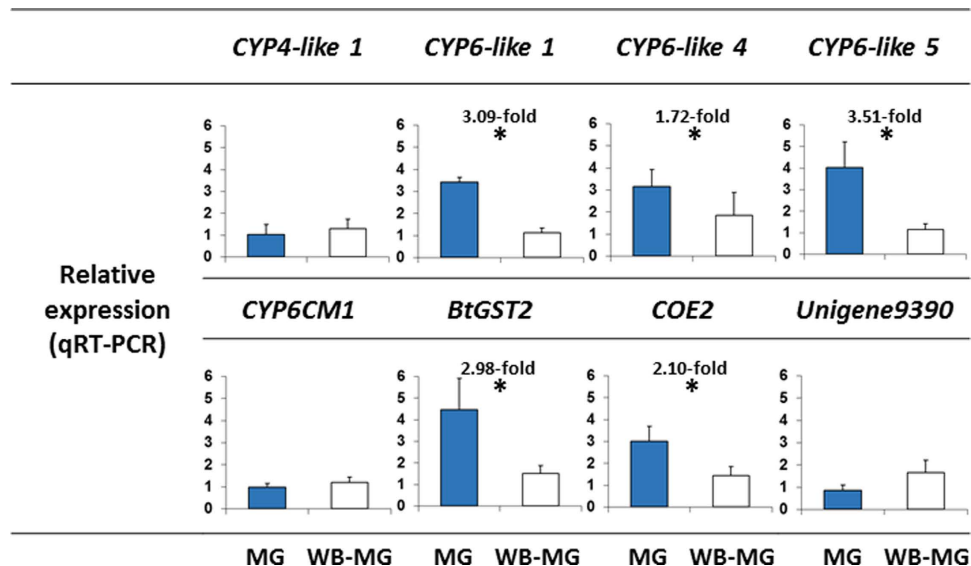 CYP4-like 1 CYP6-like 1 CYP6-like 4 CYP6-like 5
3.09-fold 1.72-fold 3.51-fold
* * *
6 6 6 6
5 5 5 5
4 4 4 4
3 3 3 3
2 2 2 2
1 1 1 1
0 0 0 0
Relative
expression
(qRT-PCR)
CYP6CM1 BtGST2 COE2 Unigene9390
2.98-fold 2.10-fold
* *
6 6 6 6
5 5 5 5
4 4 4 4
3 3 3 3
2 2 2 2
1 1 1 1
0 0 0 0
MG WB-MG MG WB-MG MG WB-MG MG WB-MG